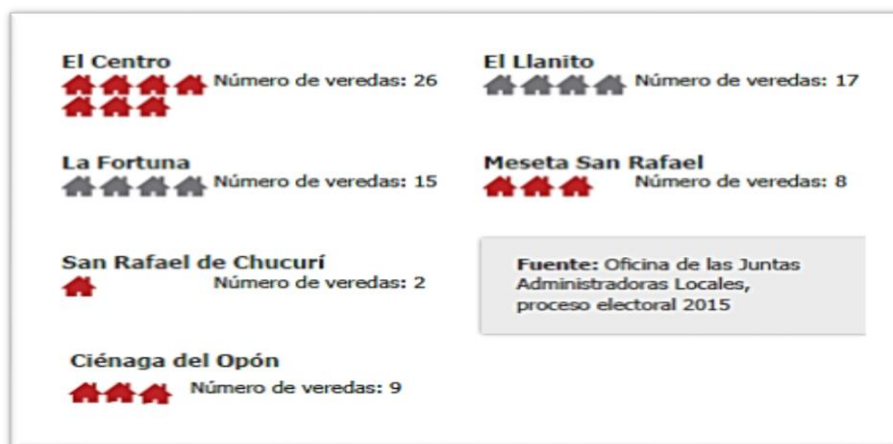 El Centro
Número de veredas: 26
El Llanito
Número de veredas: 17
La Fortuna
Número de veredas: 15
Meseta San Rafael
Número de veredas: 8
San Rafael de Chucurí
Número de veredas: 2
Fuente: Oficina de las Juntas
Administradoras Locales,
proceso electoral 2015
Ciénaga del Opón
Número de veredas: 9